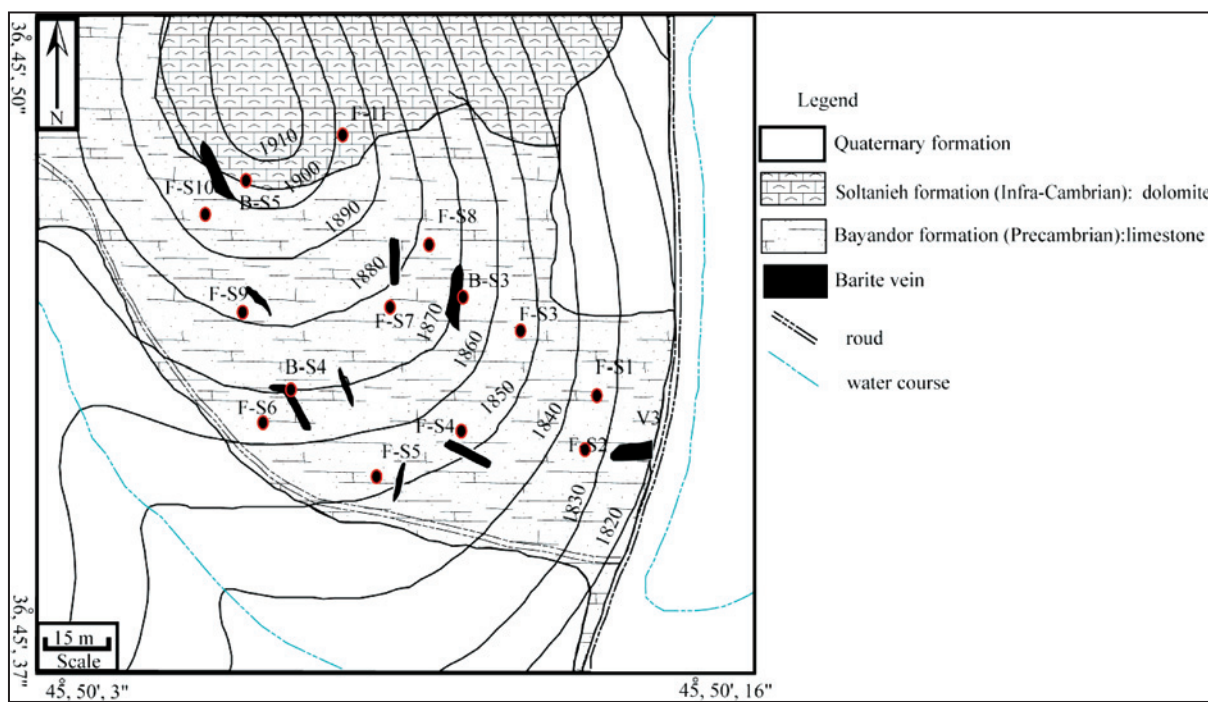 36°, 45', 50"
N
1910
F-11
1900
F-S10
B-S5
1890
F-S8
1880
B-S3
F-S9
F-S7
1870
F-S3
1860
B-S4
F-S1
1850
F-S6
F-S4
1840
V3
F-S2
F-S5
1830
1820
15 m
Scale
36°, 45', 37"
45°, 50', 3"
45°, 50', 16"
Legend
Quaternary formation
Soltanieh formation (Infra-Cambrian): dolomite
Bayandor formation (Precambrian):limestone
Barite vein
roud
water course